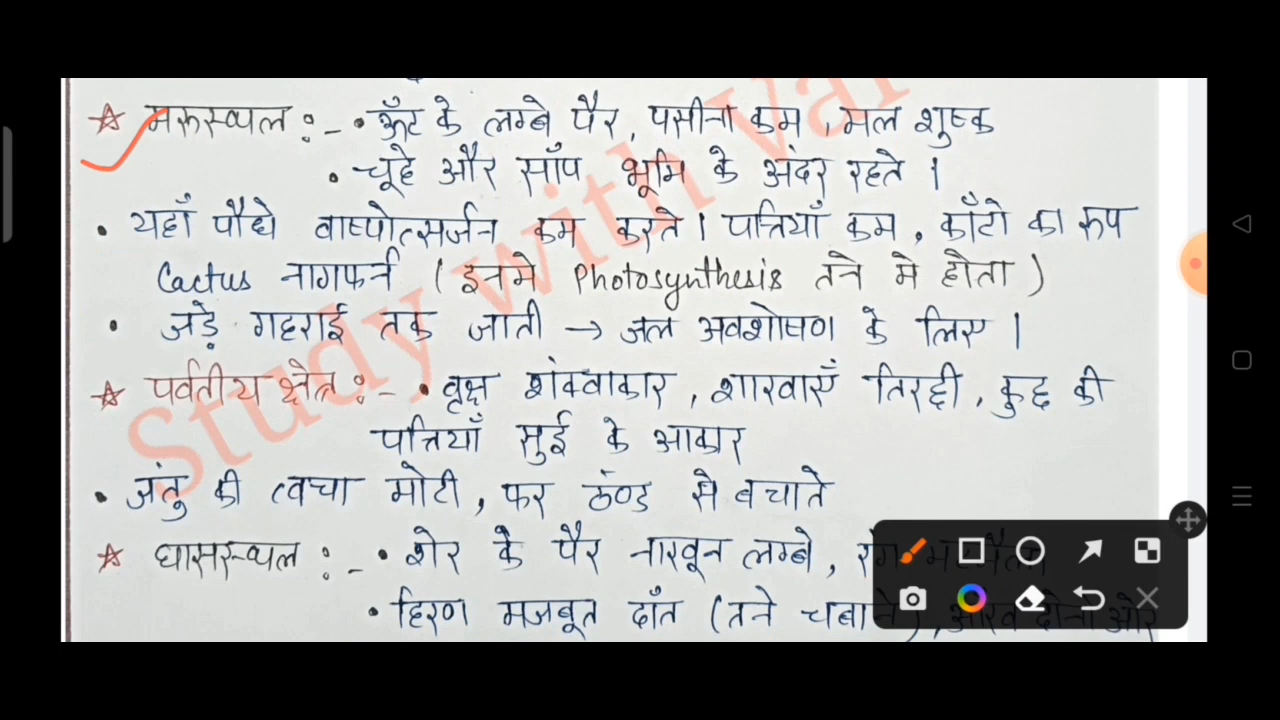 ☆ मरुस्थल :- • ऊँट के लम्बे पैर, पसीना कम, मल शुष्क
• चूहे और साँप भूमि के अंदर रहते ।
• यहाँ पौधे वाष्पोत्सर्जन कम करते । पत्तियाँ कम, काँटो का रुप
Cactus नागफनी (इनमे Photosynthesis तने मे होता)
• जड़े गहराई तक जाती → जल अवशोषण के लिए ।
☆ पर्वतीय क्षेत्र :- • वृक्ष शंक्वाकार, शाखाएँ तिरछी, कुछ की
पत्तियाँ सुई के आकार
• जंतु की त्वचा मोटी, फर ठंण्ड से बचाते
☆ घासस्थल :- • शेर के पैर नाखून लम्बे,
• हिरण मजबूत दाँत (तने चबाने),
Study with